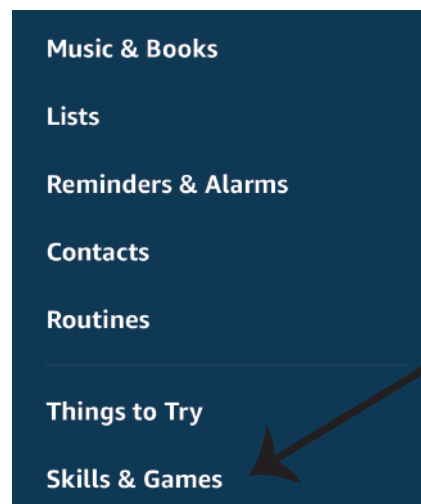 Music & Books
Lists
Reminders & Alarms
Contacts
Routines
Things to Try
Skills & Games